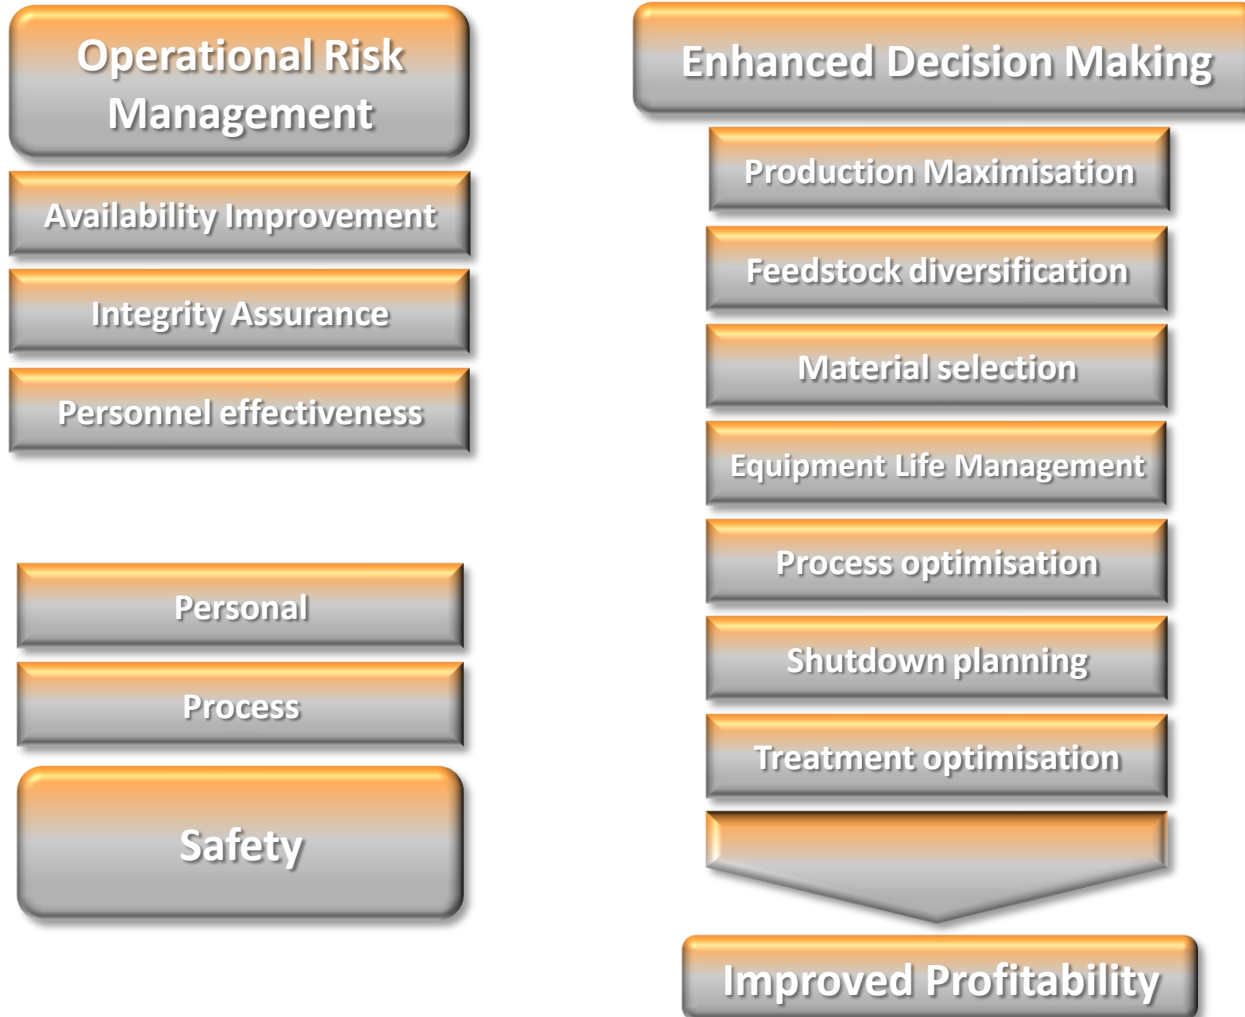 Operational Risk
Management
Availability Improvement
Integrity Assurance
Personnel effectiveness
Personal
Process
Safety
Enhanced Decision Making
Production Maximisation
Feedstock diversification
Material selection
Equipment Life Management
Process optimisation
Shutdown planning
Treatment optimisation
Improved Profitability